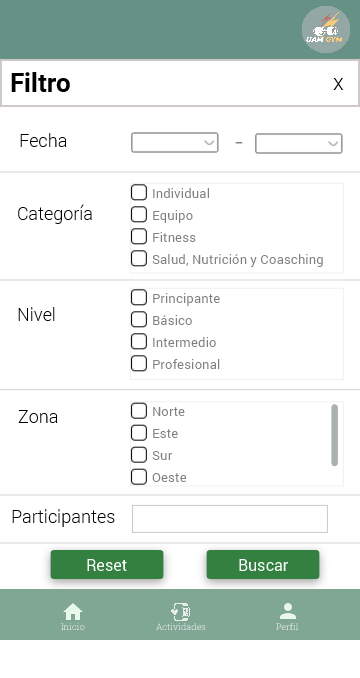 UAM GYM
Filtro X
Fecha -
Categoría
Individual
Equipo
Fitness
Salud, Nutrición y Coasching
Nivel
Principante
Básico
Intermedio
Profesional
Zona
Norte
Este
Sur
Oeste
Participantes
Reset Buscar
Inicio Actividades Perfil